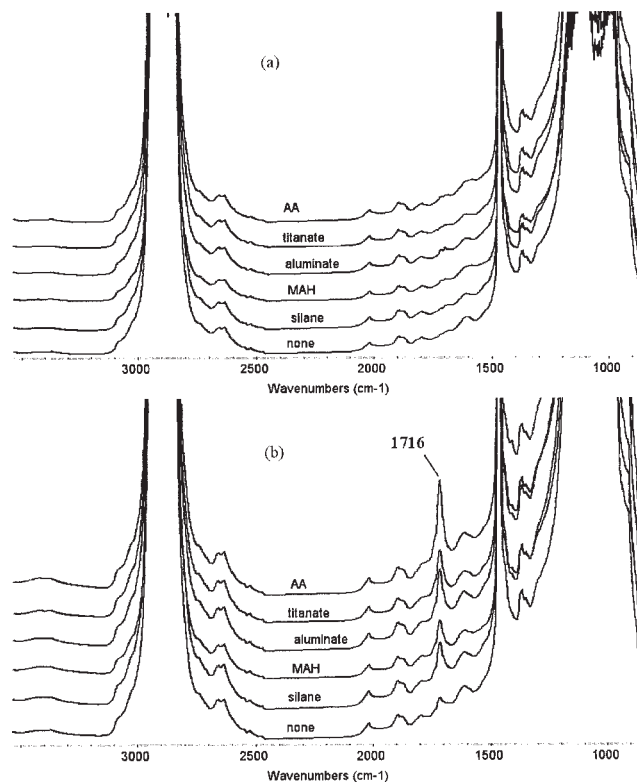 (a)
AA
titanate
aluminate
MAH
silane
none
3000 2500 2000 1500 1000
Wavenumbers (cm-1)
(b)
1716
AA
titanate
aluminate
MAH
silane
none
3000 2500 2000 1500 1000
Wavenumbers (cm-1)